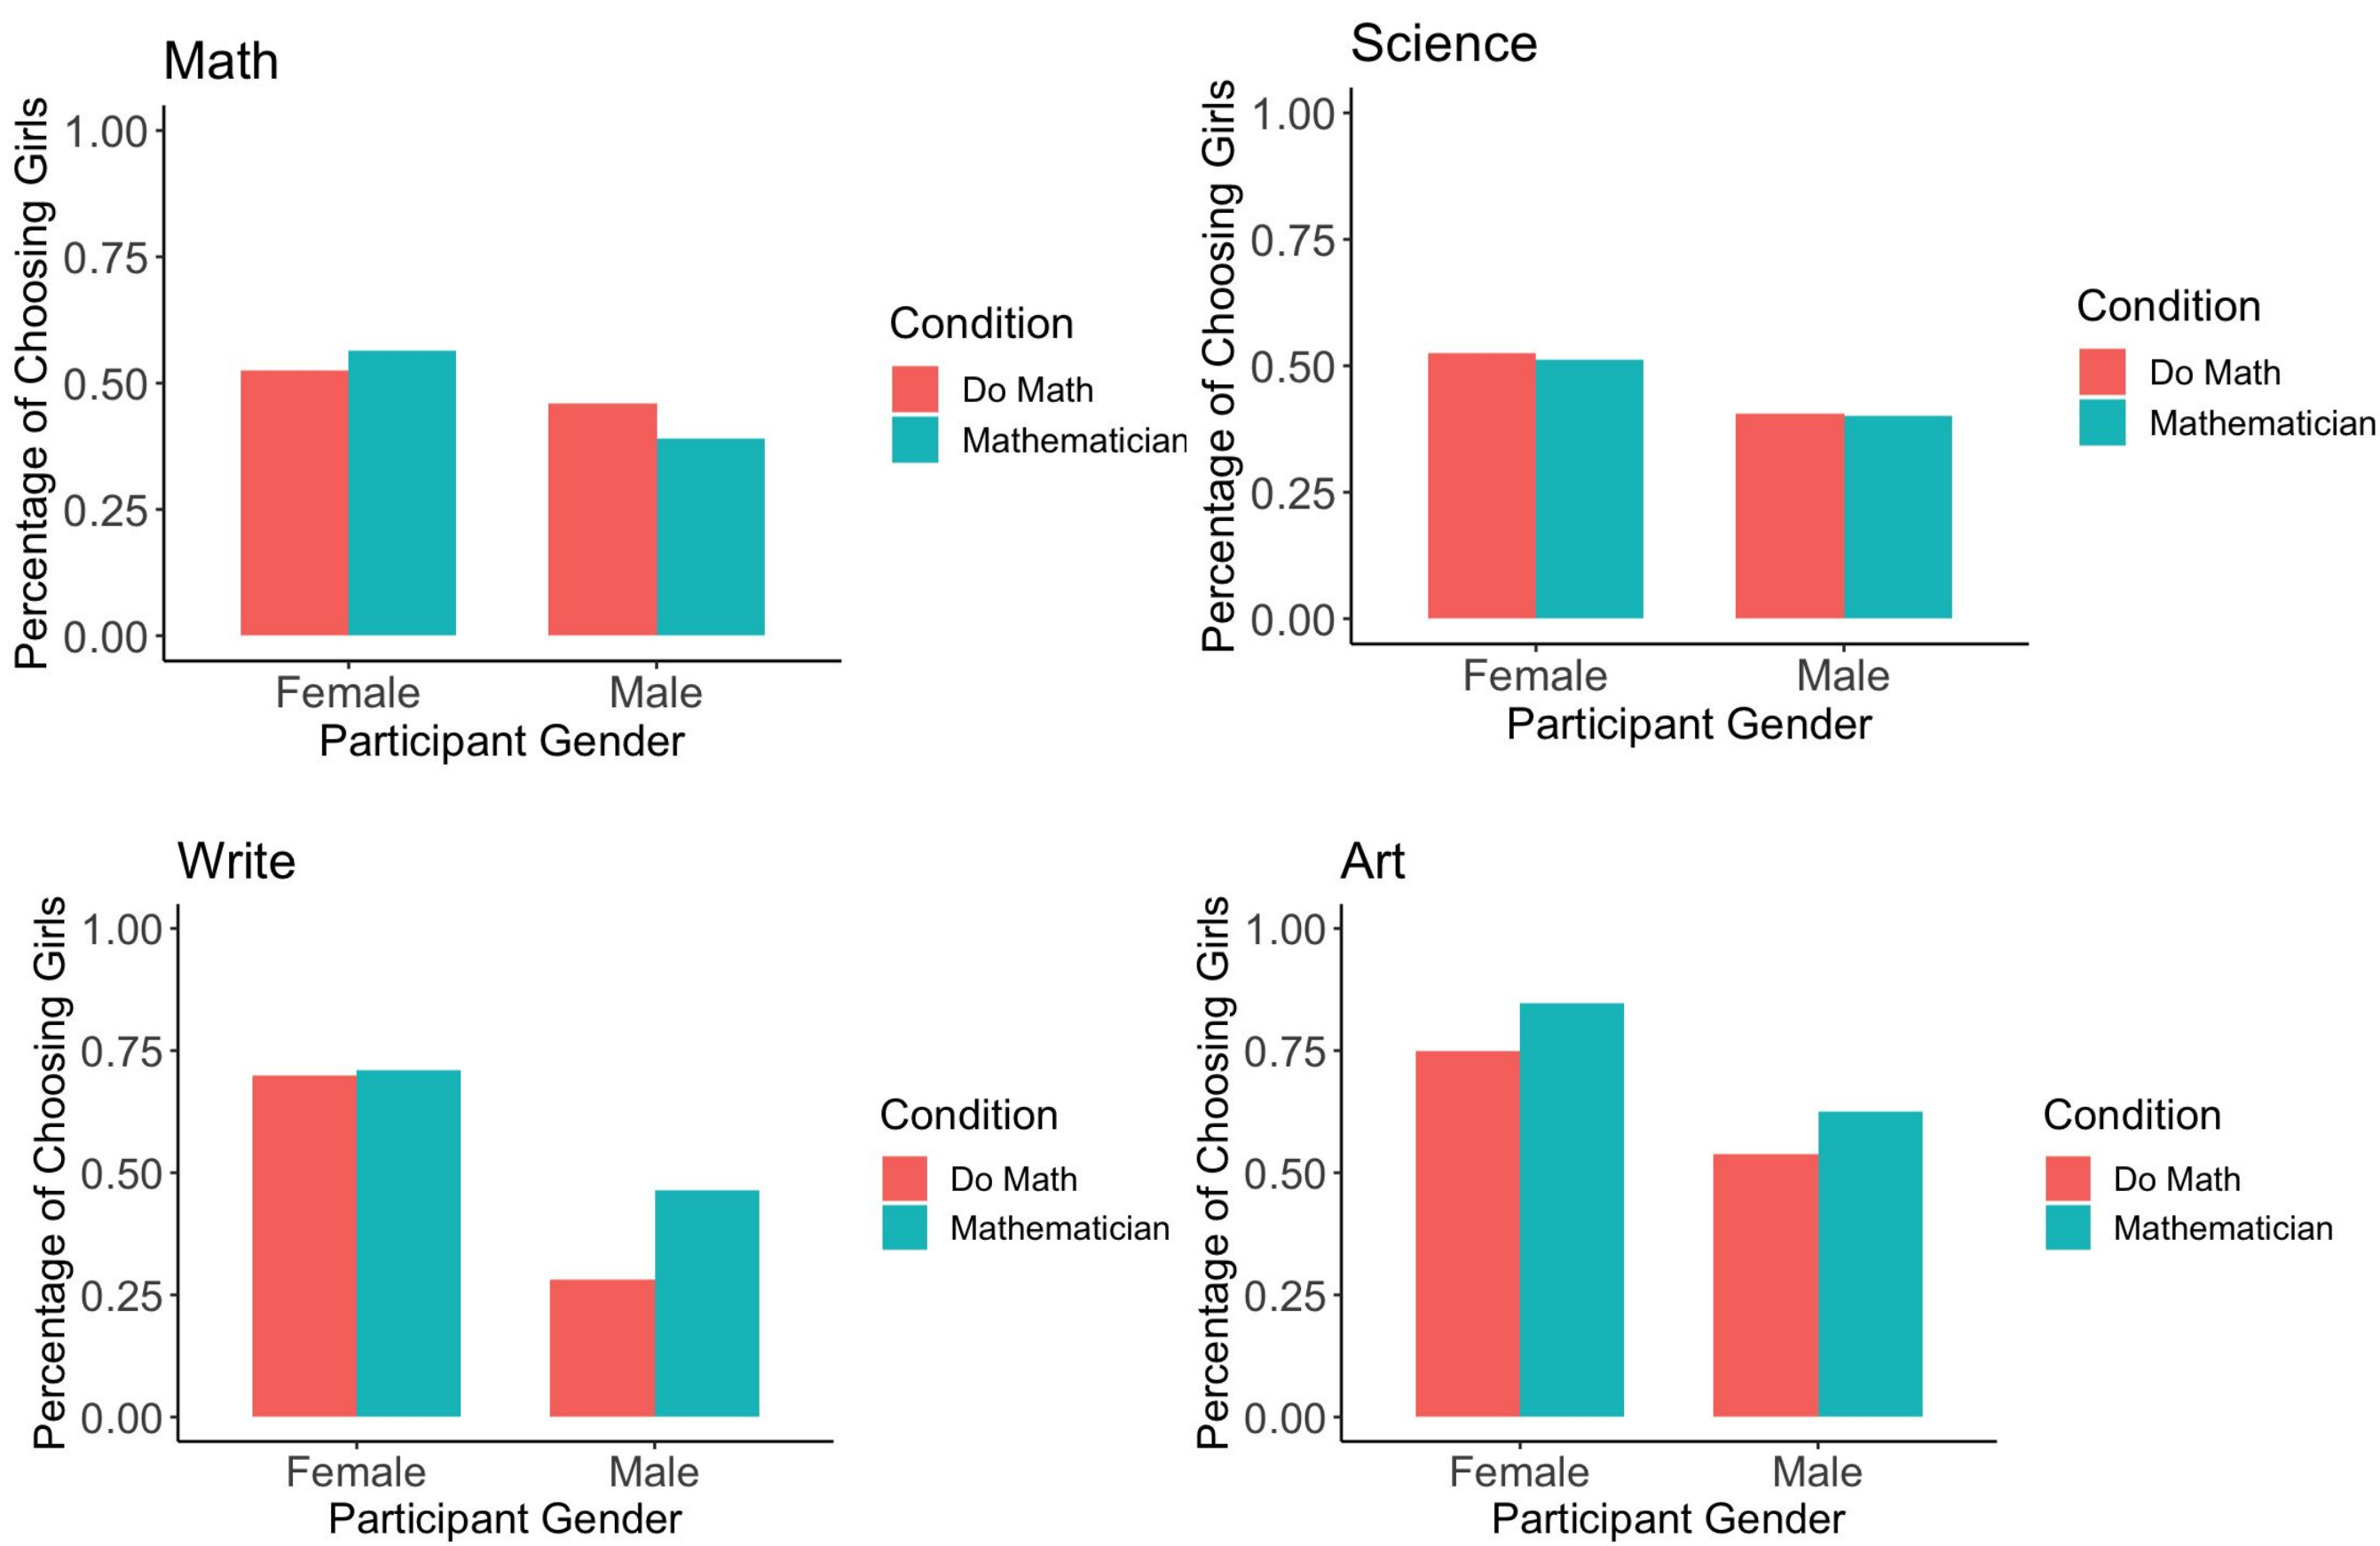 Math
Percentage of Choosing Girls
1.00
0.75
0.50
0.25
0.00
Female
Male
Participant Gender
Condition
Do Math
Mathematician
Science
Percentage of Choosing Girls
1.00
0.75
0.50
0.25
0.00
Female
Male
Participant Gender
Condition
Do Math
Mathematician
Write
Percentage of Choosing Girls
1.00
0.75
0.50
0.25
0.00
Female
Male
Participant Gender
Condition
Do Math
Mathematician
Art
Percentage of Choosing Girls
1.00
0.75
0.50
0.25
0.00
Female
Male
Participant Gender
Condition
Do Math
Mathematician